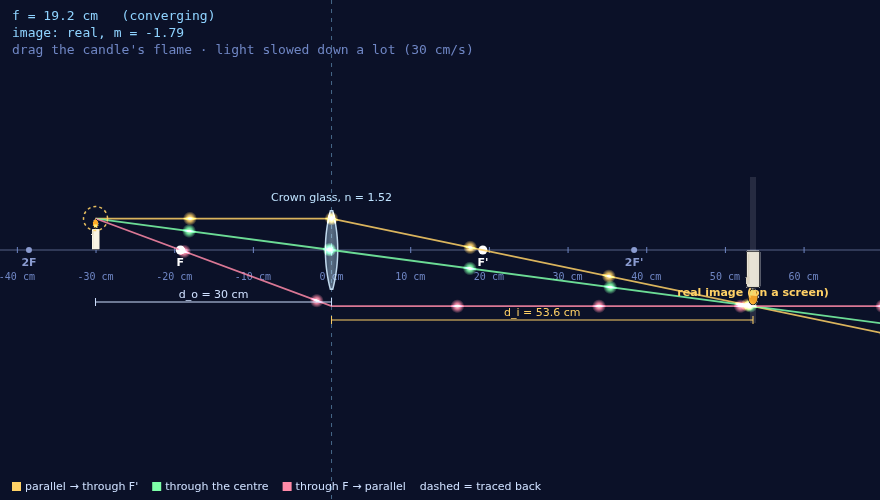 f = 19.2 cm   (converging)
image: real, m = -1.79
drag the candle's flame · light slowed down a lot (30 cm/s)
Crown glass, n = 1.52
2F F F' 2F'
-40 cm -30 cm -20 cm -10 cm 0 cm 10 cm 20 cm 30 cm 40 cm 50 cm 60 cm
real image (on a screen)
d_o = 30 cm
d_i = 53.6 cm
parallel → through F' through the centre through F → parallel dashed = traced back